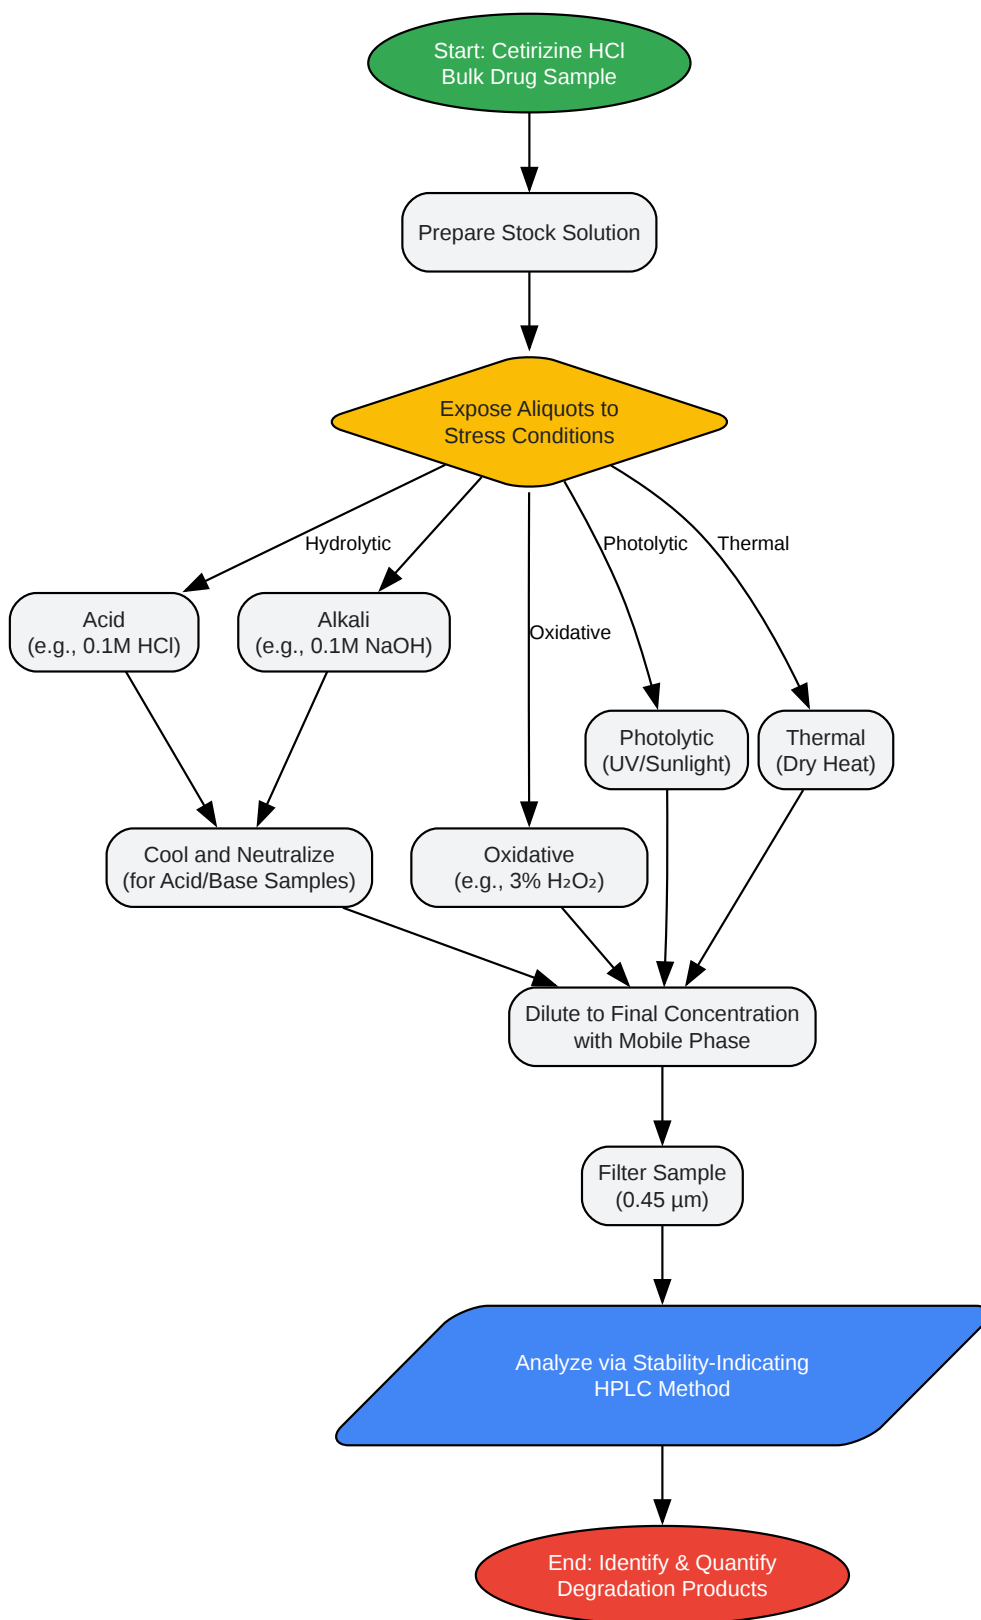 Start: Cetirizine HCl
Bulk Drug Sample
Prepare Stock Solution
Expose Aliquots to
Stress Conditions
Hydrolytic
Photolytic
Thermal
Acid
(e.g., 0.1M HCl)
Alkali
(e.g., 0.1M NaOH)
Oxidative
Photolytic
(UV/Sunlight)
Thermal
(Dry Heat)
Cool and Neutralize
(for Acid/Base Samples)
Oxidative
(e.g., 3% H₂O₂)
Dilute to Final Concentration
with Mobile Phase
Filter Sample
(0.45 µm)
Analyze via Stability-Indicating
HPLC Method
End: Identify & Quantify
Degradation Products